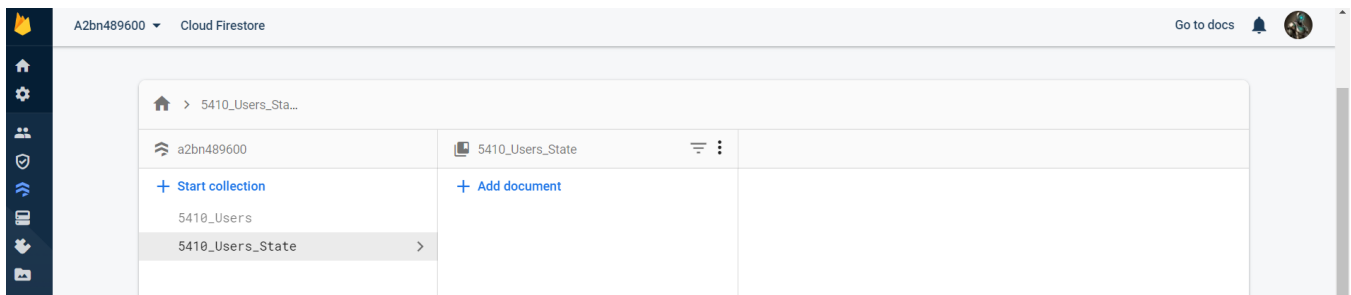 A2bn489600 Cloud Firestore Go to docs
> 5410_Users_Sta...
a2bn489600 5410_Users_State
+ Start collection + Add document
5410_Users
5410_Users_State >